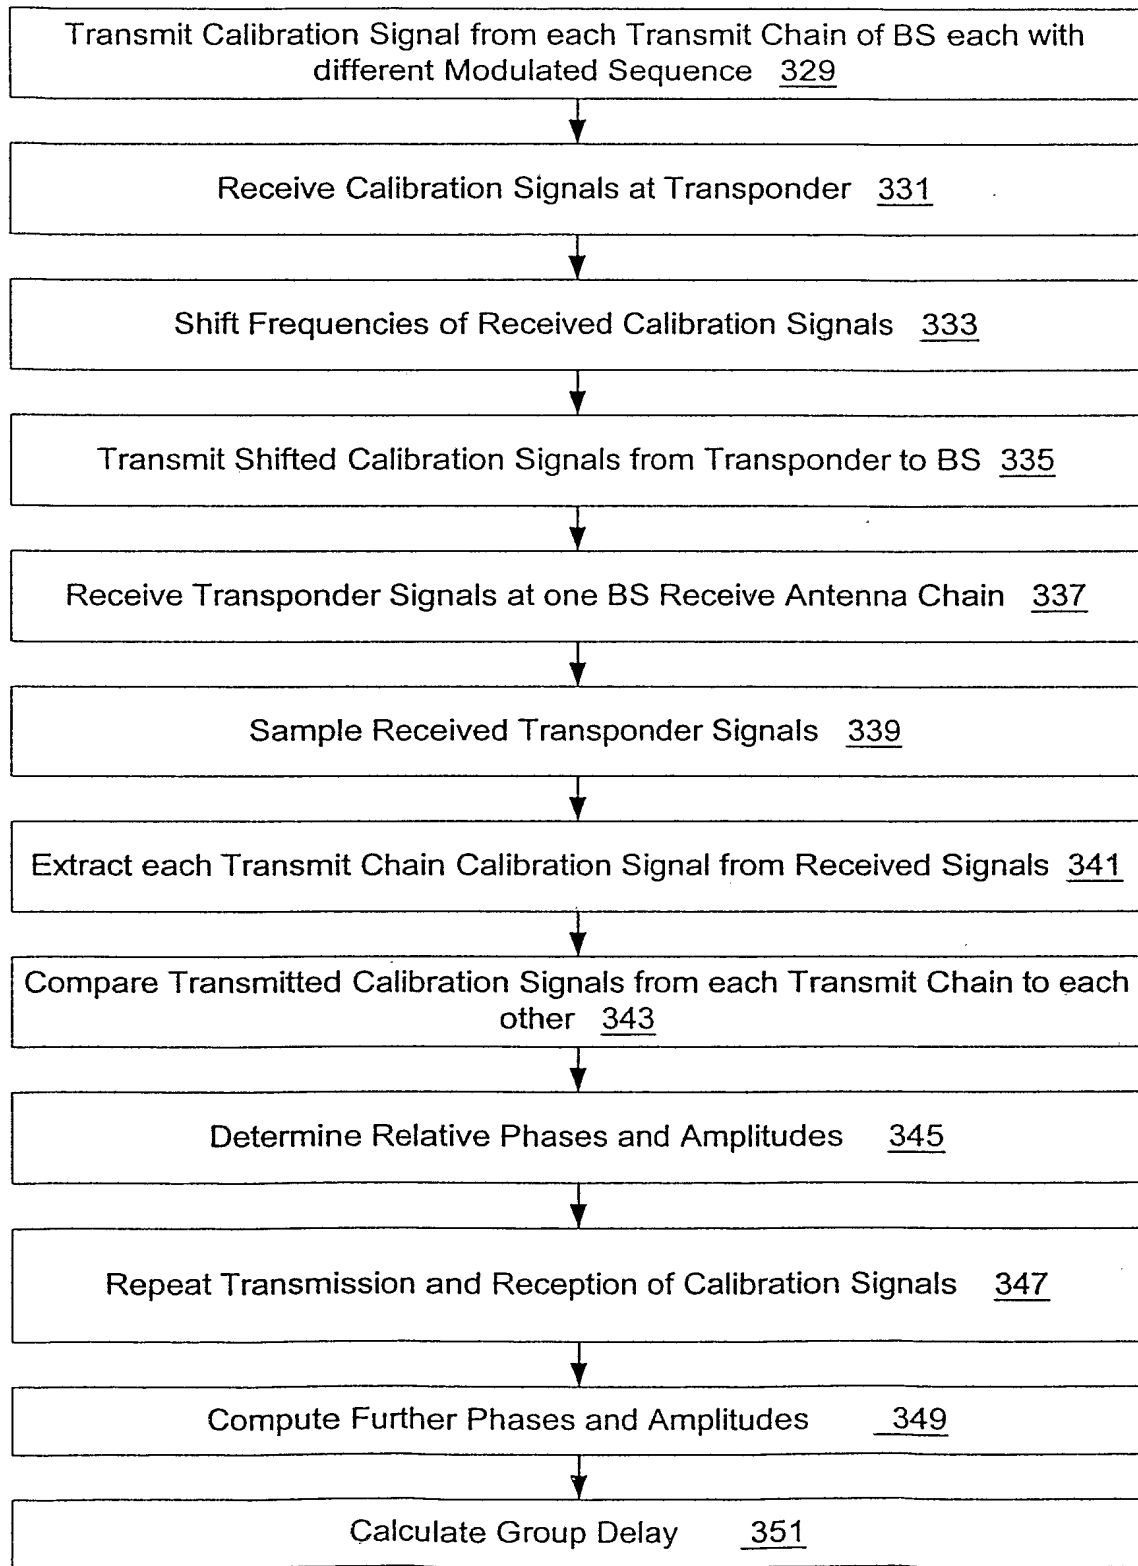 Transmit Calibration Signal from each Transmit Chain of BS each with
different Modulated Sequence 329
Receive Calibration Signals at Transponder 331
Shift Frequencies of Received Calibration Signals 333
Transmit Shifted Calibration Signals from Transponder to BS 335
Receive Transponder Signals at one BS Receive Antenna Chain 337
Sample Received Transponder Signals 339
Extract each Transmit Chain Calibration Signal from Received Signals 341
Compare Transmitted Calibration Signals from each Transmit Chain to each
other 343
Determine Relative Phases and Amplitudes 345
Repeat Transmission and Reception of Calibration Signals 347
Compute Further Phases and Amplitudes 349
Calculate Group Delay 351